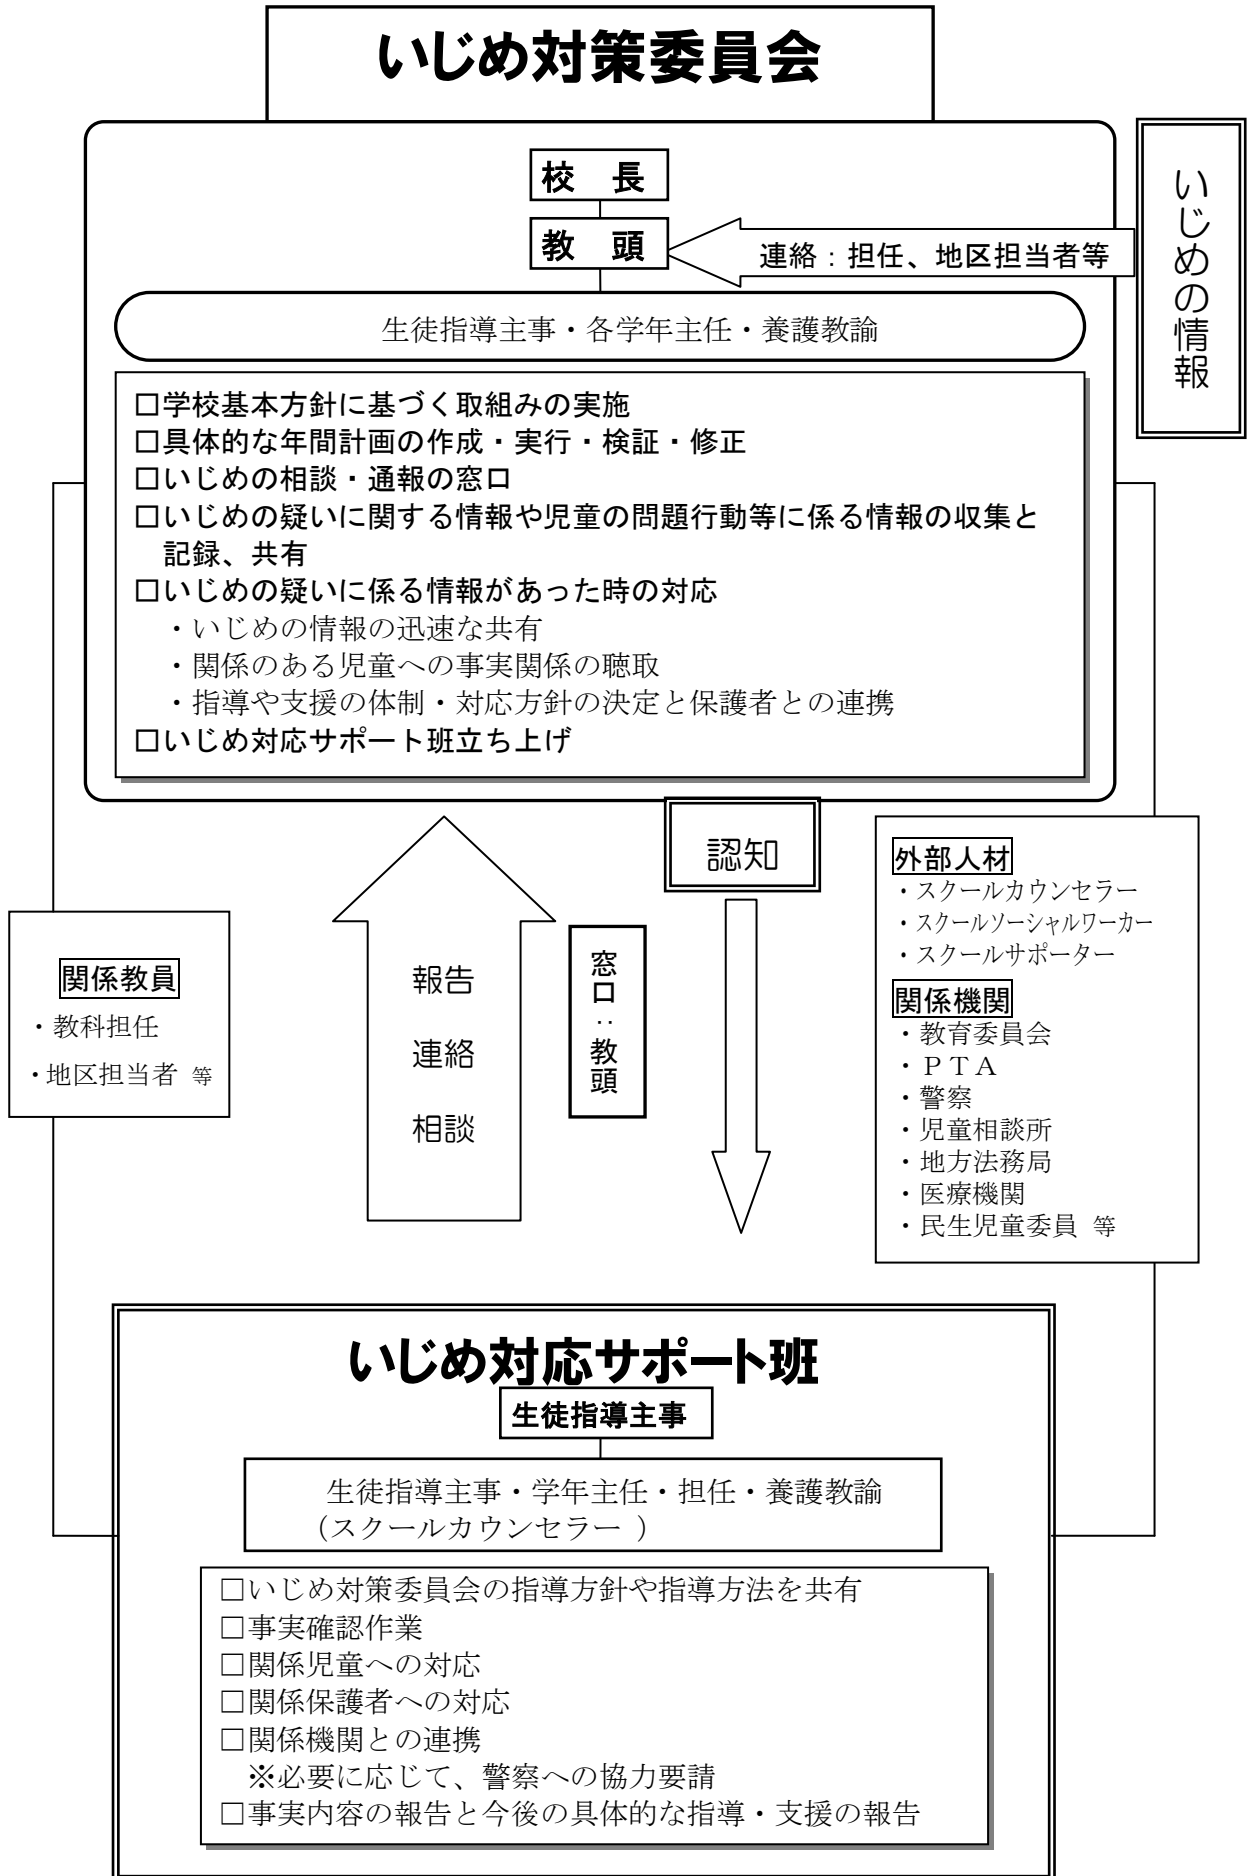 いじめ対策委員会
校　長
教　頭
連絡：担任、地区担当者等
いじめの情報
生徒指導主事・各学年主任・養護教諭
□学校基本方針に基づく取組みの実施
□具体的な年間計画の作成・実行・検証・修正
□いじめの相談・通報の窓口
□いじめの疑いに関する情報や児童の問題行動等に係る情報の収集と
記録、共有
□いじめの疑いに係る情報があった時の対応
・いじめの情報の迅速な共有
・関係のある児童への事実関係の聴取
・指導や支援の体制・対応方針の決定と保護者との連携
□いじめ対応サポート班立ち上げ
認知
関係教員
・教科担任
・地区担当者 等
報告
連絡
相談
窓口：教頭
外部人材
・スクールカウンセラー
・スクールソーシャルワーカー
・スクールサポーター
関係機関
・教育委員会
・ＰＴＡ
・警察
・児童相談所
・地方法務局
・医療機関
・民生児童委員 等
いじめ対応サポート班
生徒指導主事
生徒指導主事・学年主任・担任・養護教諭
（スクールカウンセラー ）
□いじめ対策委員会の指導方針や指導方法を共有
□事実確認作業
□関係児童への対応
□関係保護者への対応
□関係機関との連携
※必要に応じて、警察への協力要請
□事実内容の報告と今後の具体的な指導・支援の報告